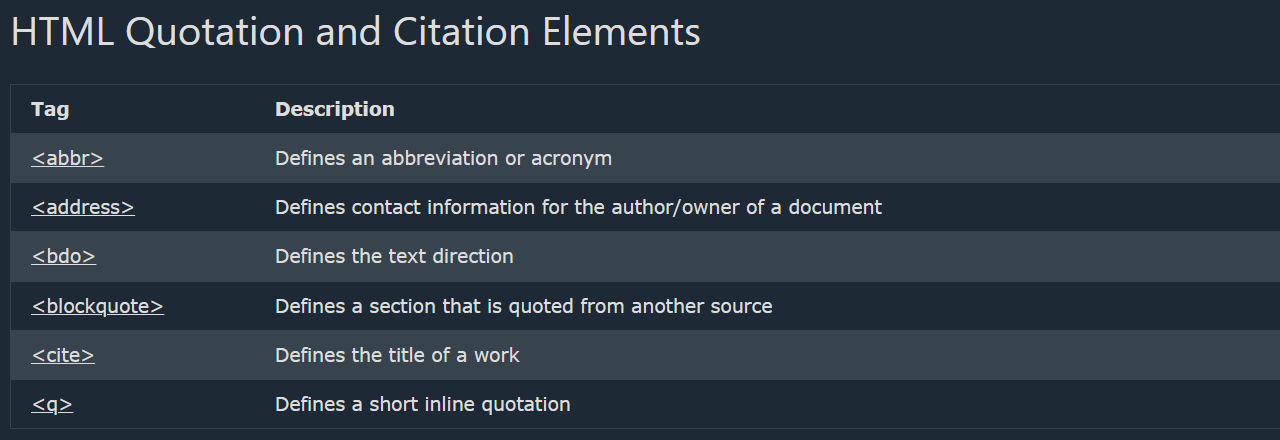 HTML Quotation and Citation Elements
Tag Description
<abbr> Defines an abbreviation or acronym
<address> Defines contact information for the author/owner of a document
<bdo> Defines the text direction
<blockquote> Defines a section that is quoted from another source
<cite> Defines the title of a work
<q> Defines a short inline quotation